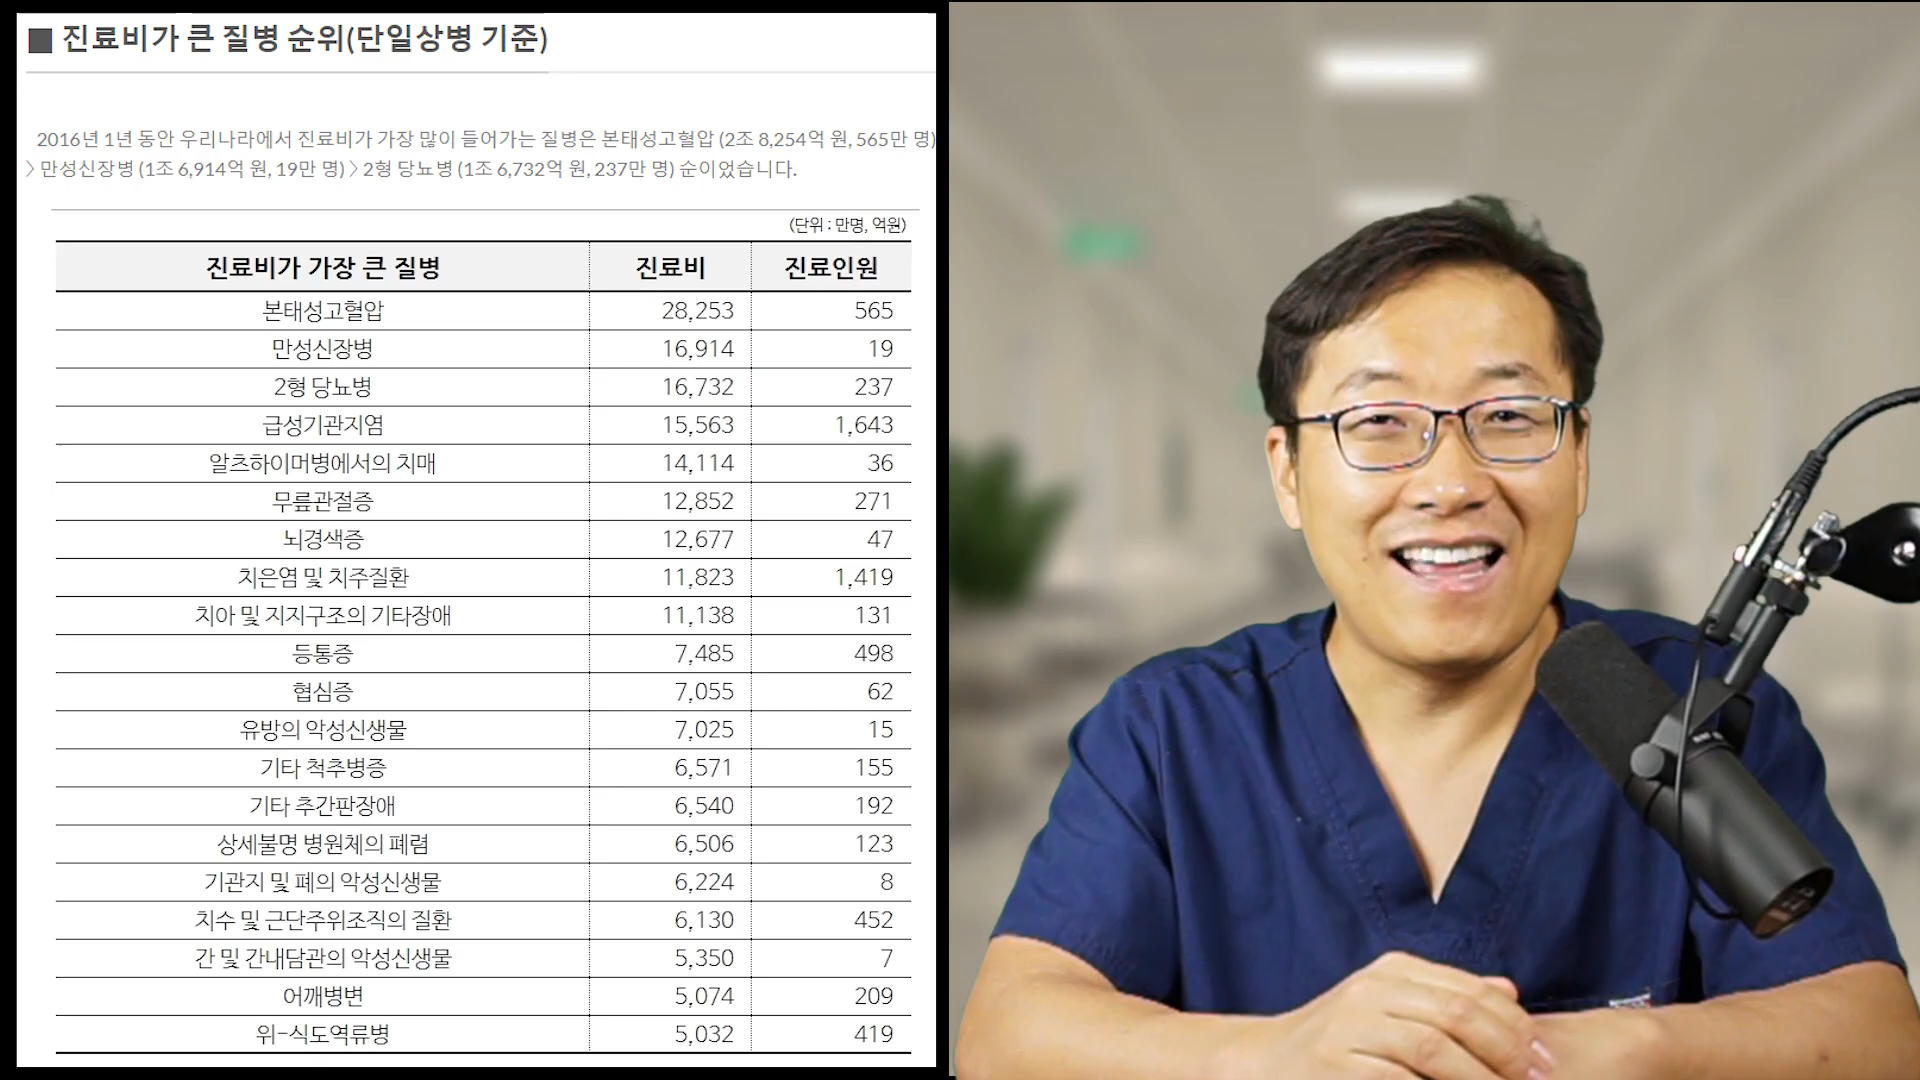 ■ 진료비가 큰 질병 순위(단일상병 기준)
2016년 1년 동안 우리나라에서 진료비가 가장 많이 들어가는 질병은 본태성고혈압 (2조 8,254억 원, 565만 명)
〉만성신장병 (1조 6,914억 원, 19만 명) 〉2형 당뇨병 (1조 6,732억 원, 237만 명) 순이었습니다.
(단위 : 만명, 억원)
진료비가 가장 큰 질병 진료비 진료인원
본태성고혈압 28,253 565
만성신장병 16,914 19
2형 당뇨병 16,732 237
급성기관지염 15,563 1,643
알츠하이머병에서의 치매 14,114 36
무릎관절증 12,852 271
뇌경색증 12,677 47
치은염 및 치주질환 11,823 1,419
치아 및 지지구조의 기타장애 11,138 131
등통증 7,485 498
협심증 7,055 62
유방의 악성신생물 7,025 15
기타 척추병증 6,571 155
기타 추간판장애 6,540 192
상세불명 병원체의 폐렴 6,506 123
기관지 및 폐의 악성신생물 6,224 8
치수 및 근단주위조직의 질환 6,130 452
간 및 간내담관의 악성신생물 5,350 7
어깨병변 5,074 209
위-식도역류병 5,032 419